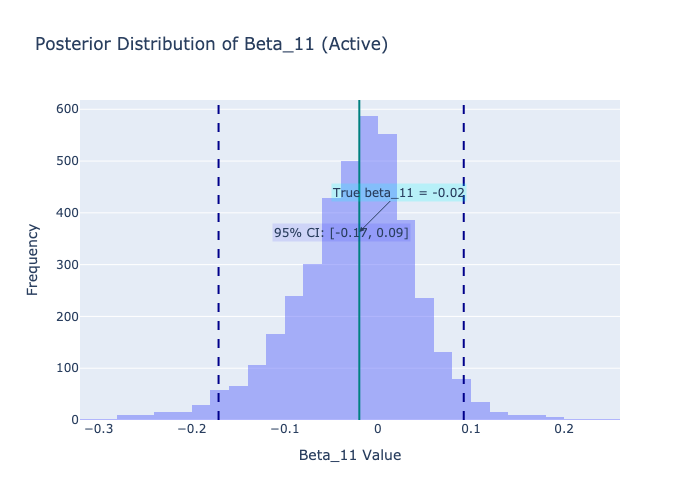 Posterior Distribution of Beta_11 (Active)
600
500
400
300
200
100
0
Frequency
True beta_11 = -0.02
95% CI: [-0.17, 0.09]
−0.3
−0.2
−0.1
0
0.1
0.2
Beta_11 Value